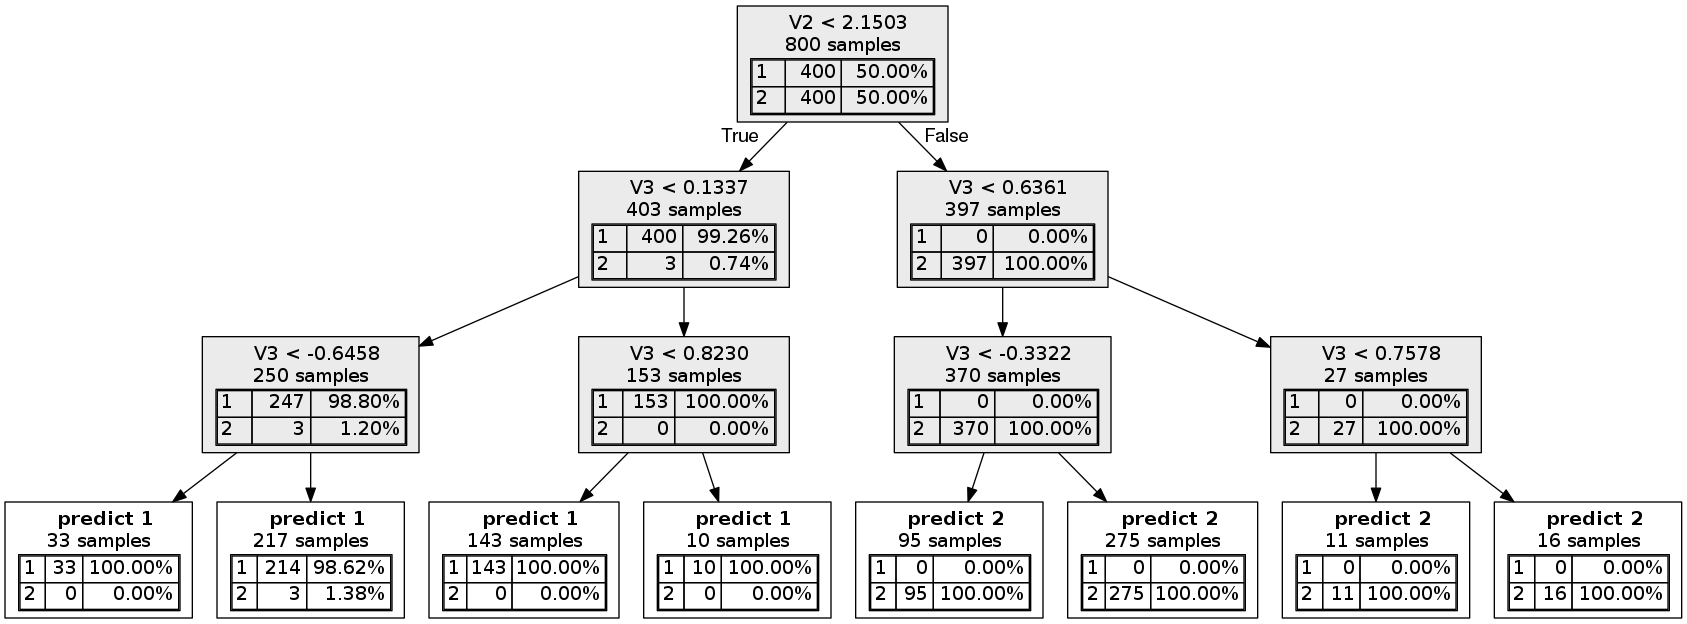 V2 < 2.1503
800 samples
1 400 50.00%
2 400 50.00%
True
False
V3 < 0.1337
403 samples
1 400 99.26%
2 3 0.74%
V3 < 0.6361
397 samples
1 0 0.00%
2 397 100.00%
V3 < -0.6458
250 samples
1 247 98.80%
2 3 1.20%
V3 < 0.8230
153 samples
1 153 100.00%
2 0 0.00%
V3 < -0.3322
370 samples
1 0 0.00%
2 370 100.00%
V3 < 0.7578
27 samples
1 0 0.00%
2 27 100.00%
predict 1
33 samples
1 33 100.00%
2 0 0.00%
predict 1
217 samples
1 214 98.62%
2 3 1.38%
predict 1
143 samples
1 143 100.00%
2 0 0.00%
predict 1
10 samples
1 10 100.00%
2 0 0.00%
predict 2
95 samples
1 0 0.00%
2 95 100.00%
predict 2
275 samples
1 0 0.00%
2 275 100.00%
predict 2
11 samples
1 0 0.00%
2 11 100.00%
predict 2
16 samples
1 0 0.00%
2 16 100.00%